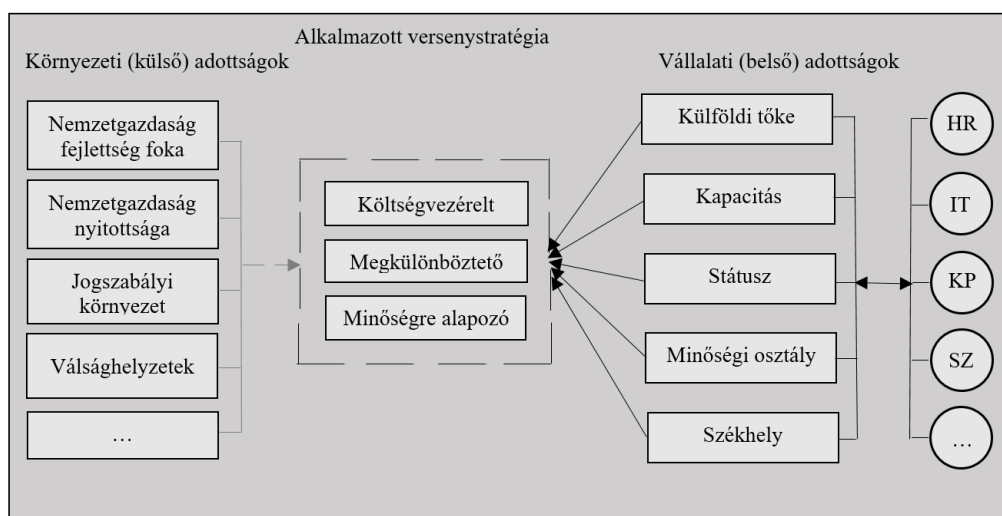 Alkalmazott versenystratégia
Környezeti (külső) adottságok
Vállalati (belső) adottságok
Nemzetgazdaság
fejlettség foka
Nemzetgazdaság
nyitottsága
Jogszabályi
környezet
Válsághelyzetek
…
Költségvezérelt
Megkülönböztető
Minőségre alapozó
Külföldi tőke
Kapacitás
Státusz
Minőségi osztály
Székhely
HR
IT
KP
SZ
…